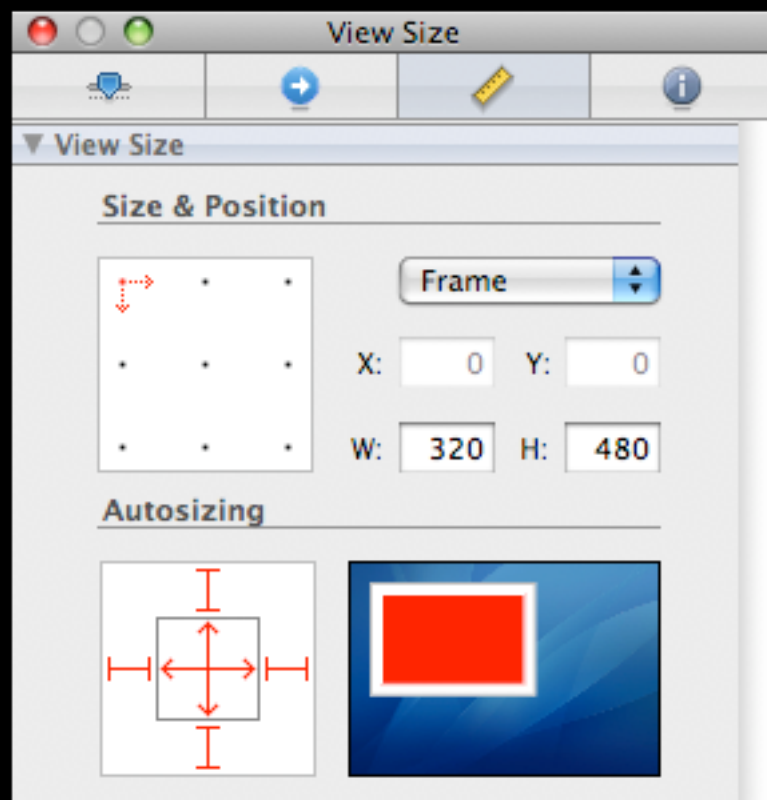 View Size
View Size
Size & Position
Frame
X: 0 Y: 0
W: 320 H: 480
Autosizing